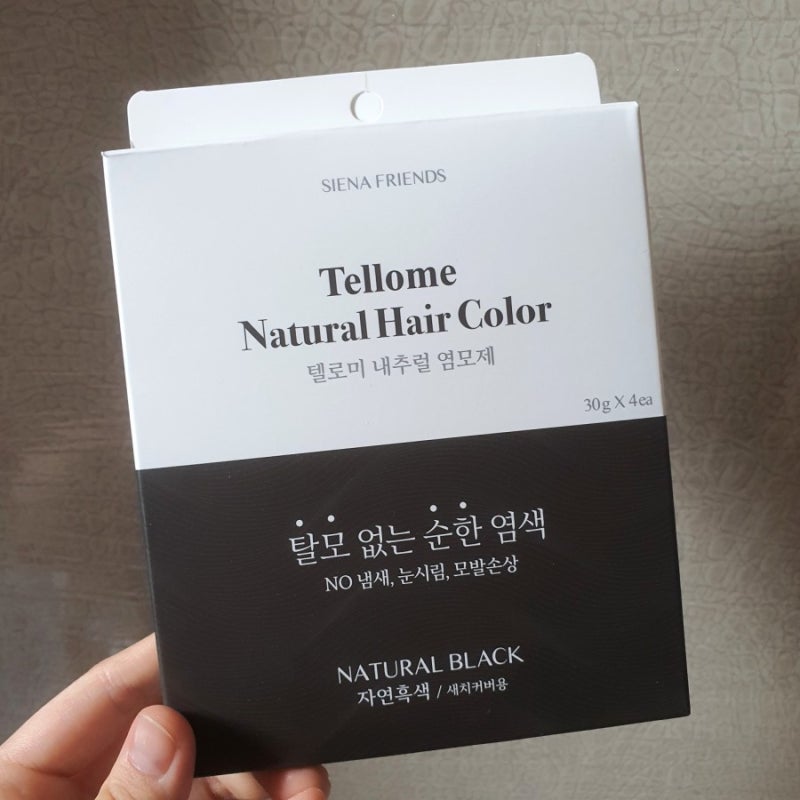 SIENA FRIENDS
Tellome
Natural Hair Color
텔로미 내추럴 염모제
30g X 4ea
탈모 없는 순한 염색
NO 냄새, 눈시림, 모발손상
NATURAL BLACK
자연흑색 / 새치커버용